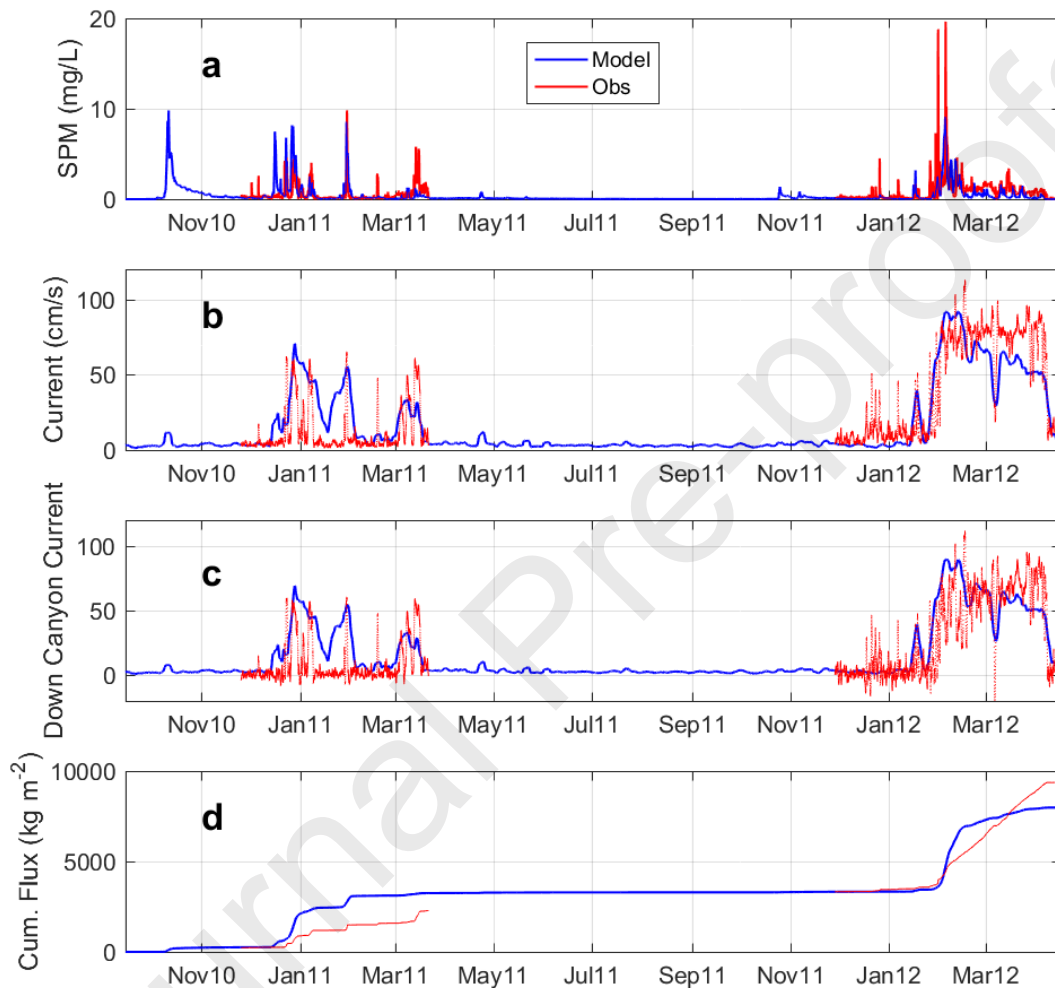 20
10
0
SPM (mg/L)
a
Model
Obs
Nov10 Jan11 Mar11 May11 Jul11 Sep11 Nov11 Jan12 Mar12
100
50
0
Current (cm/s)
b
Nov10 Jan11 Mar11 May11 Jul11 Sep11 Nov11 Jan12 Mar12
100
50
0
Down Canyon Current
c
Nov10 Jan11 Mar11 May11 Jul11 Sep11 Nov11 Jan12 Mar12
10000
5000
0
Cum. Flux (kg m⁻²)
d
Nov10 Jan11 Mar11 May11 Jul11 Sep11 Nov11 Jan12 Mar12
urnal Pre-proof